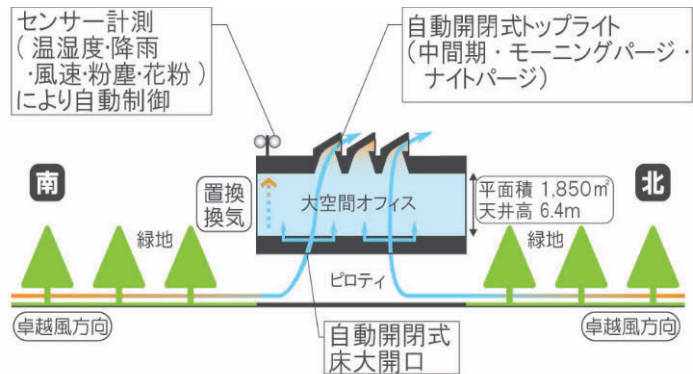 センサー計測
（温湿度・降雨
・風速・粉塵・花粉）
により自動制御
自動開閉式トップライト
（中間期・モーニングパージ・
ナイトパージ）
南
置換
換気
大空間オフィス
平面積 1,850㎡
天井高 6.4m
北
緑地
緑地
ピロティ
卓越風方向
卓越風方向
自動開閉式
床大開口